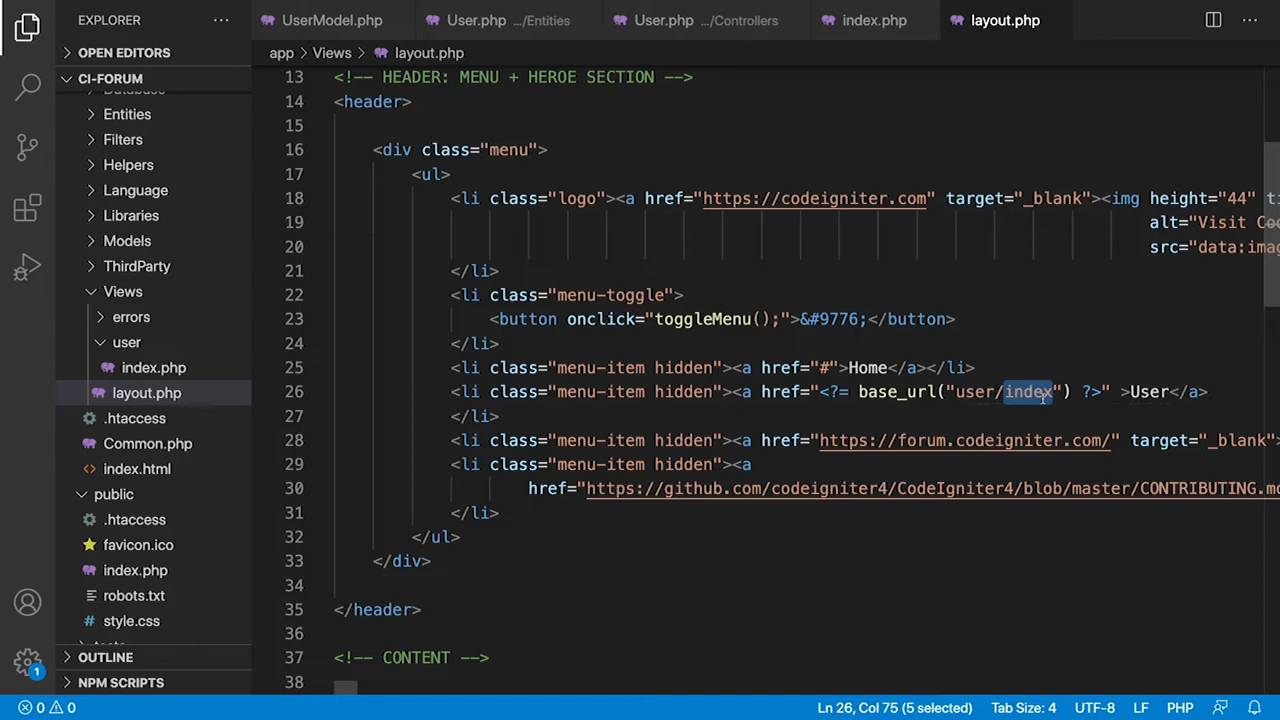 EXPLORER
UserModel.php
User.php .../Entities
User.php .../Controllers
index.php
layout.php
OPEN EDITORS
app > Views > layout.php
CI-FORUM
Entities
Filters
Helpers
Language
Libraries
Models
ThirdParty
Views
errors
user
index.php
layout.php
.htaccess
Common.php
index.html
public
.htaccess
favicon.ico
index.php
robots.txt
style.css
OUTLINE
NPM SCRIPTS
13 <!-- HEADER: MENU + HEROE SECTION -->
14 <header>
15
16 <div class="menu">
17 <ul>
18 <li class="logo"><a href="https://codeigniter.com" target="_blank"><img height="44" ti
19 alt="Visit Co
20 src="data:imag
21 </li>
22 <li class="menu-toggle">
23 <button onclick="toggleMenu();">&#9776;</button>
24 </li>
25 <li class="menu-item hidden"><a href="#">Home</a></li>
26 <li class="menu-item hidden"><a href="<?= base_url("user/index") ?>" >User</a>
27 </li>
28 <li class="menu-item hidden"><a href="https://forum.codeigniter.com/" target="_blank">
29 <li class="menu-item hidden"><a
30 href="https://github.com/codeigniter4/CodeIgniter4/blob/master/CONTRIBUTING.md
31 </li>
32 </ul>
33 </div>
34
35 </header>
36
37 <!-- CONTENT -->
38
1
0 0
Ln 26, Col 75 (5 selected)
Tab Size: 4
UTF-8
LF
PHP